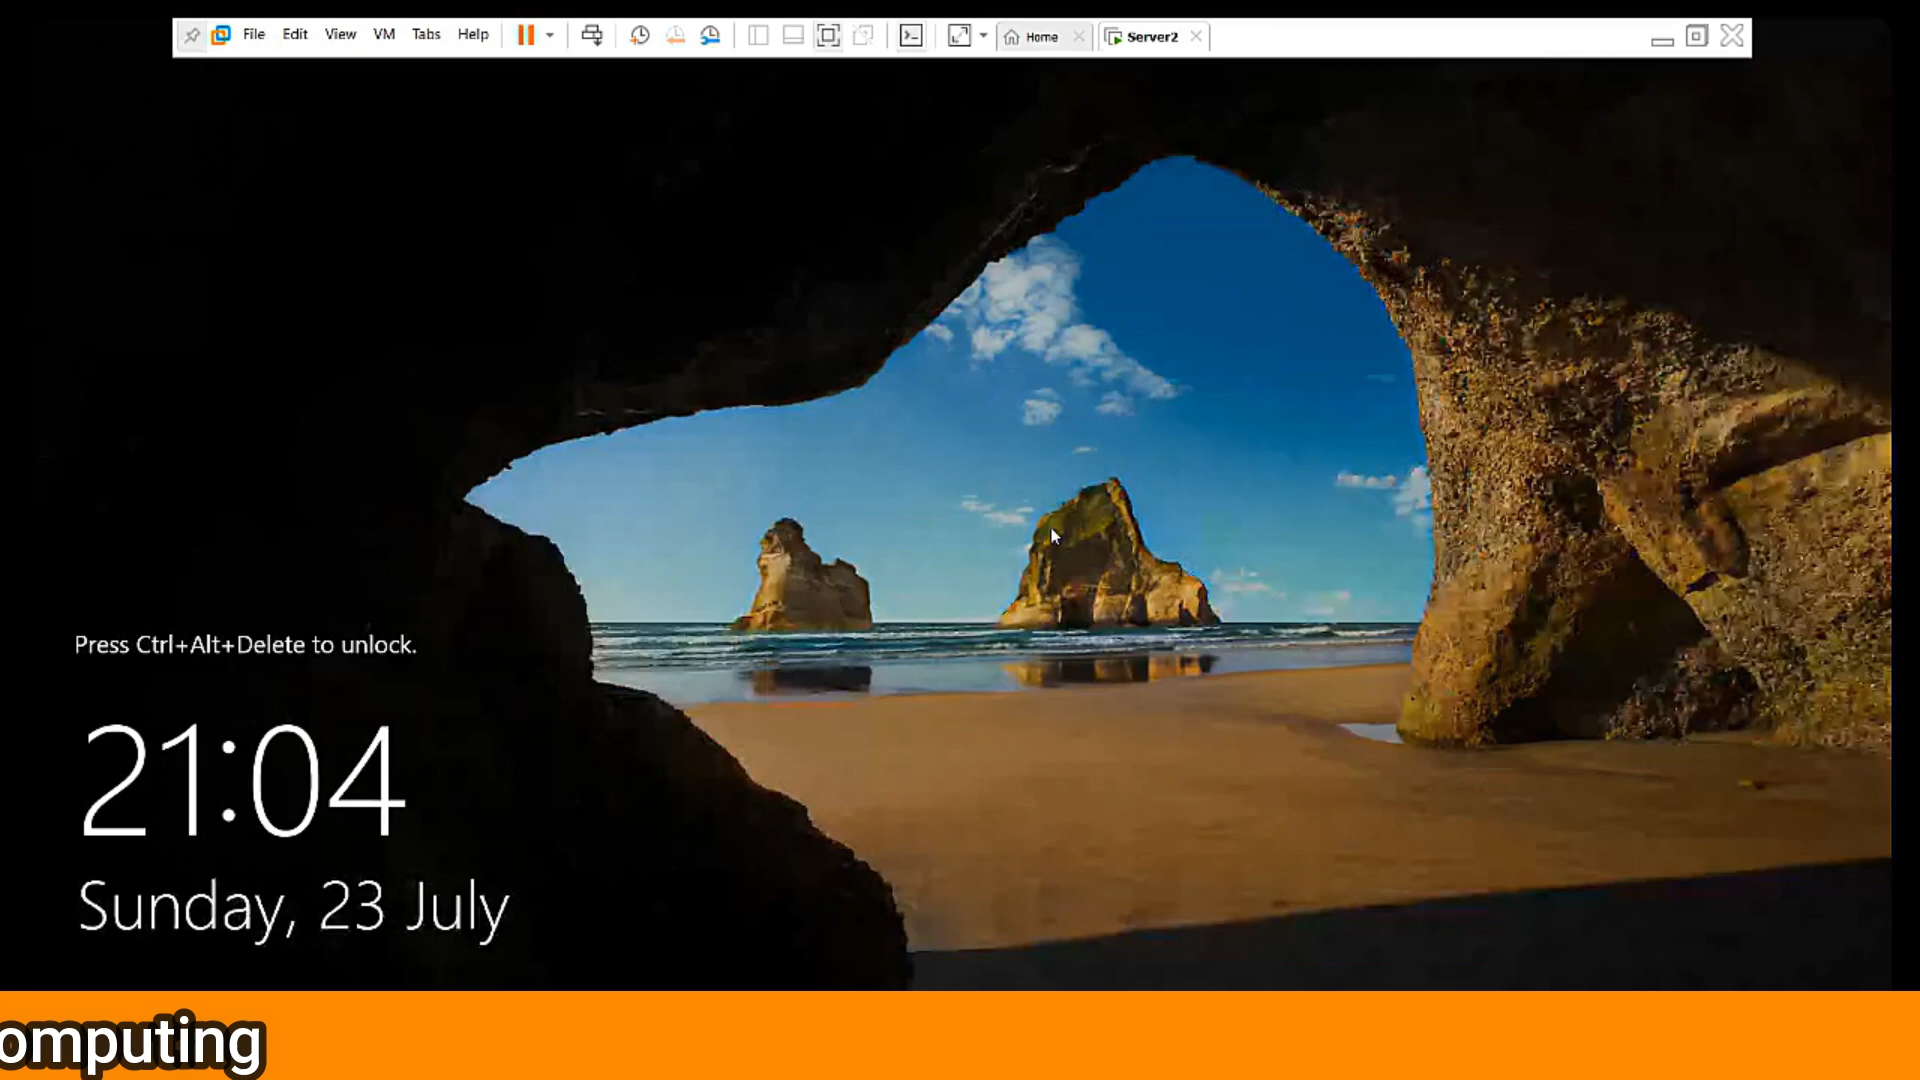 File Edit View VM Tabs Help Home Server2
Press Ctrl+Alt+Delete to unlock.
21:04
Sunday, 23 July
omputing